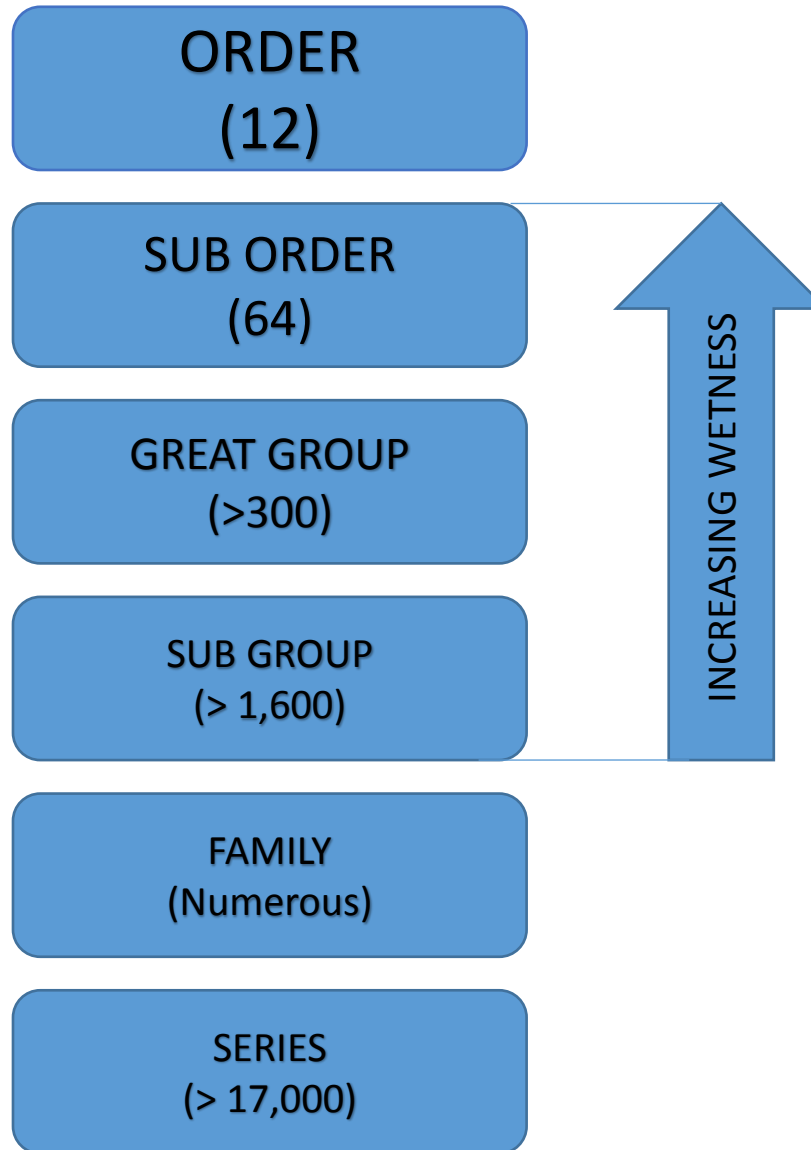 ORDER
(12)
SUB ORDER
(64)
GREAT GROUP
(>300)
SUB GROUP
(> 1,600)
FAMILY
(Numerous)
SERIES
(> 17,000)
INCREASING WETNESS